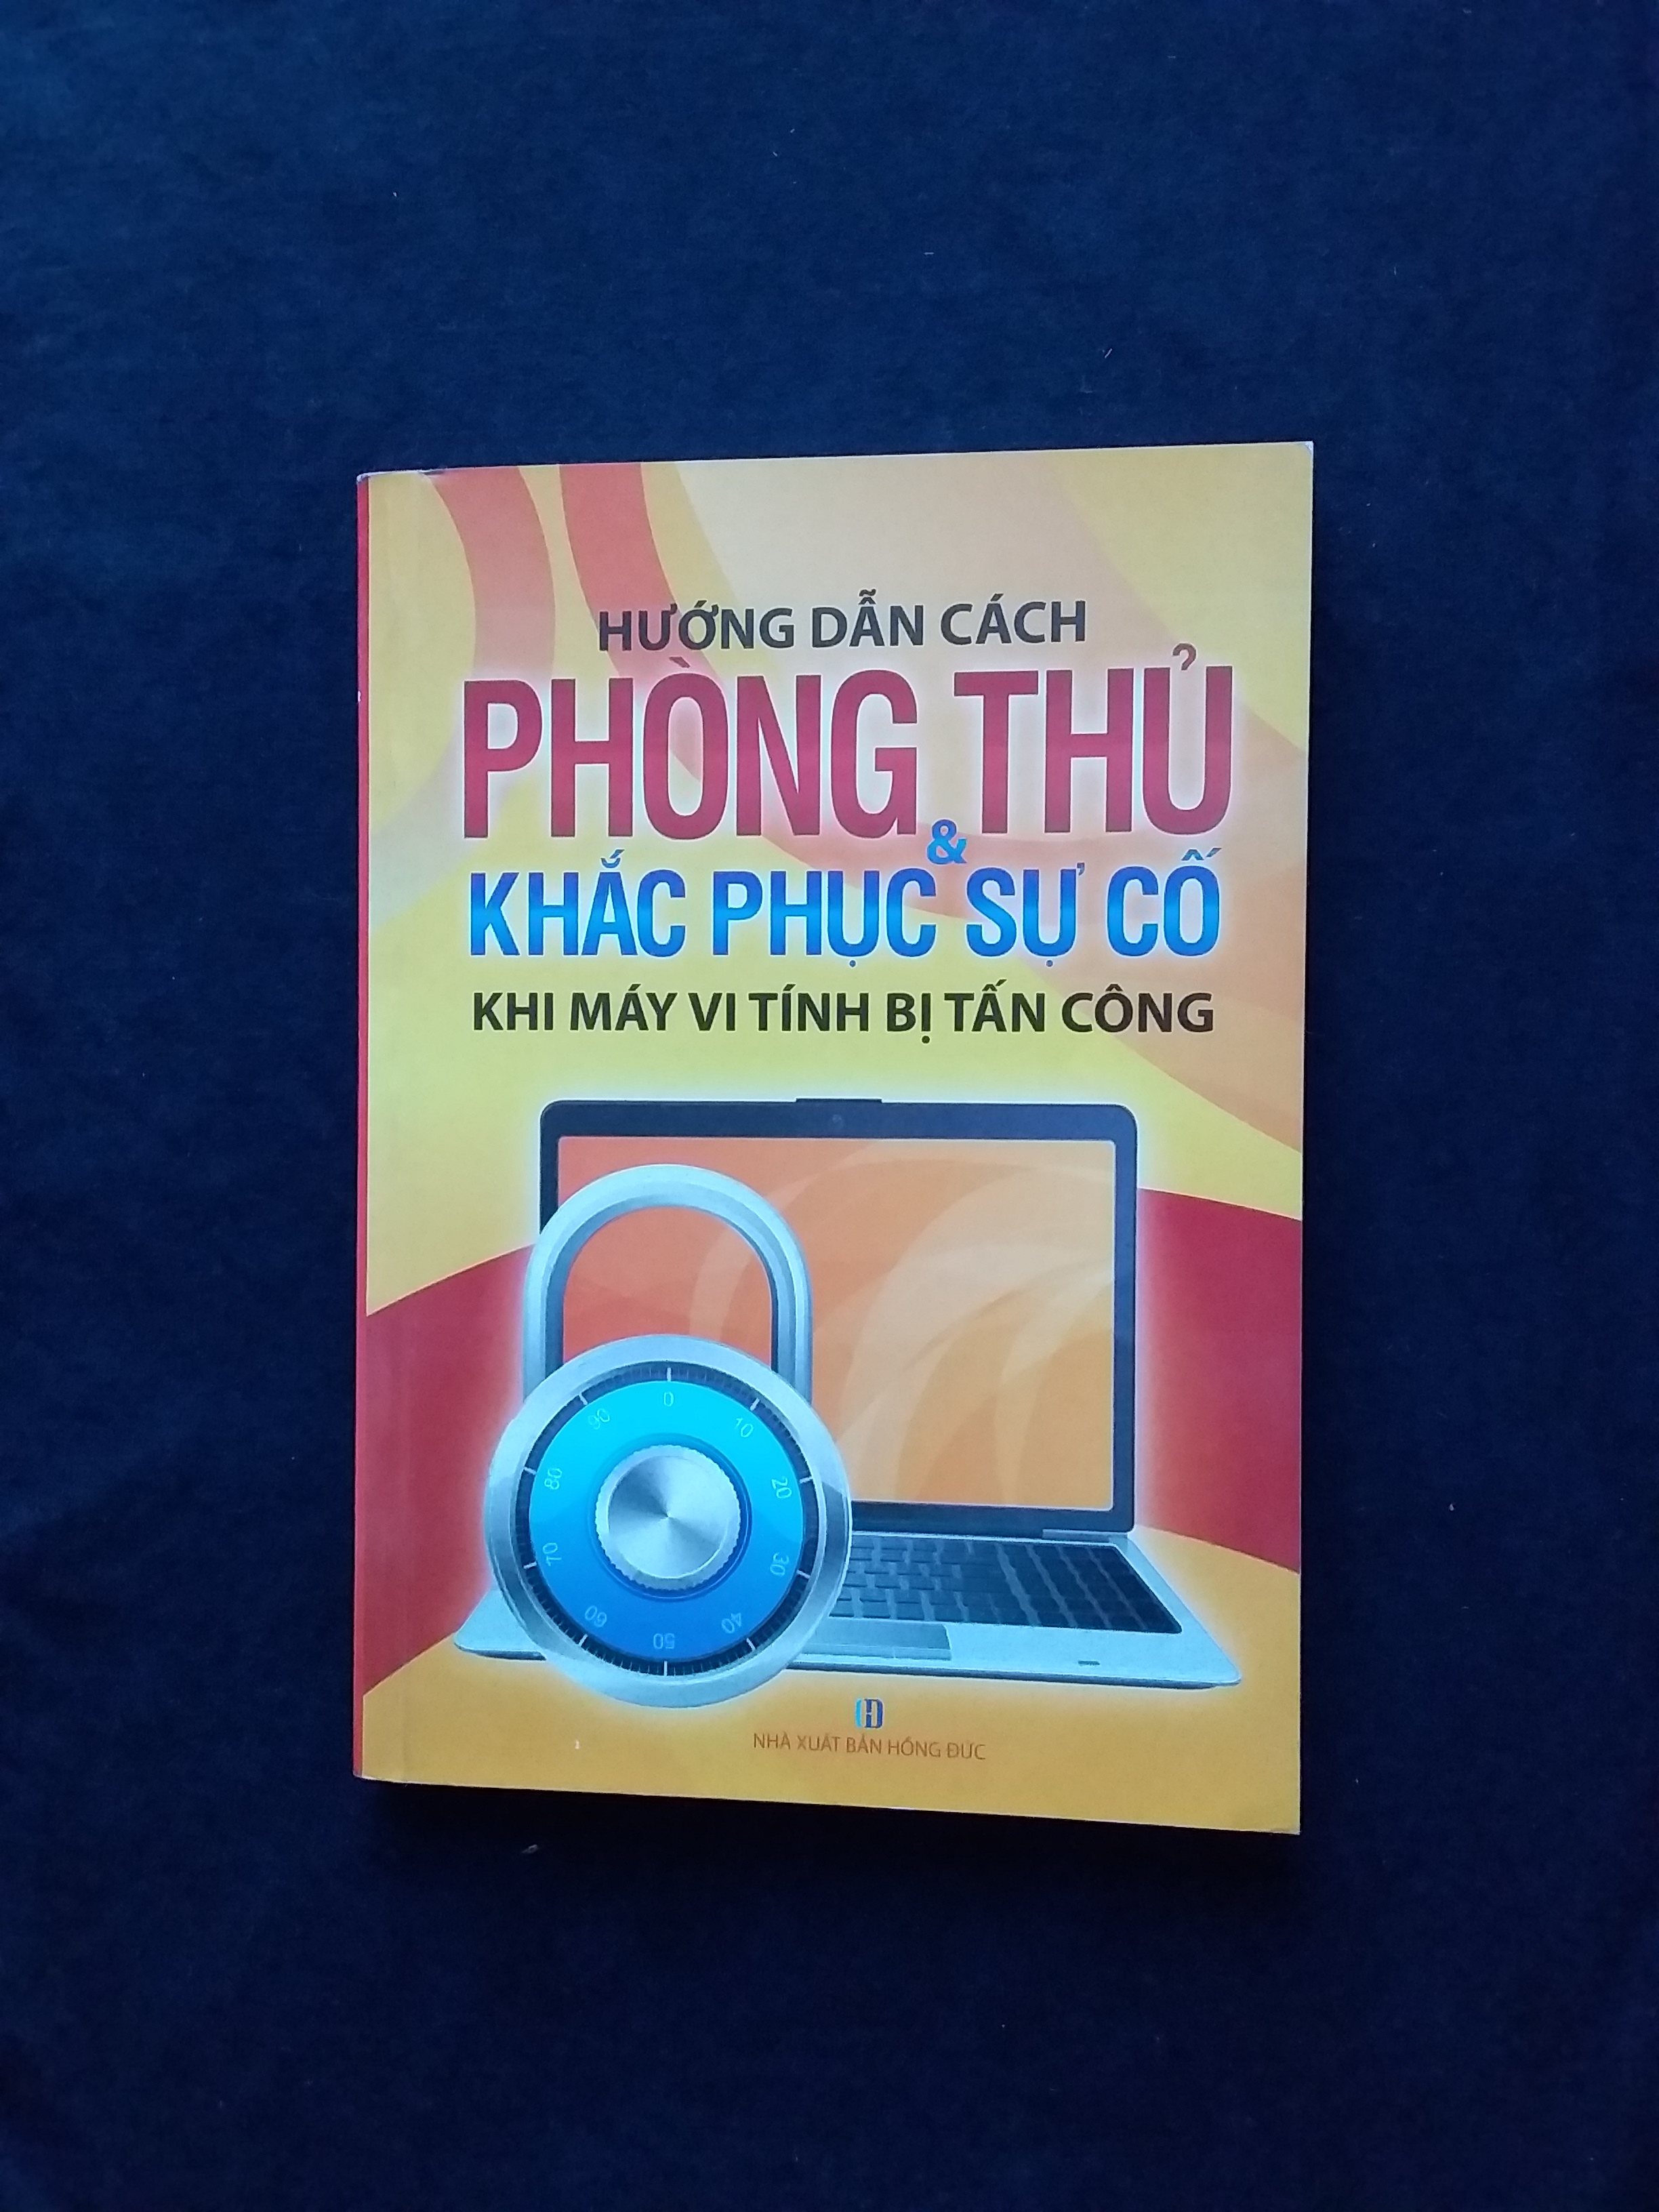 HƯỚNG DẪN CÁCH
PHÒNG THỦ
&
KHẮC PHỤC SỰ CỐ
KHI MÁY VI TÍNH BỊ TẤN CÔNG
0
10
20
30
40
50
60
70
80
90
NHÀ XUẤT BẢN HỒNG ĐỨC